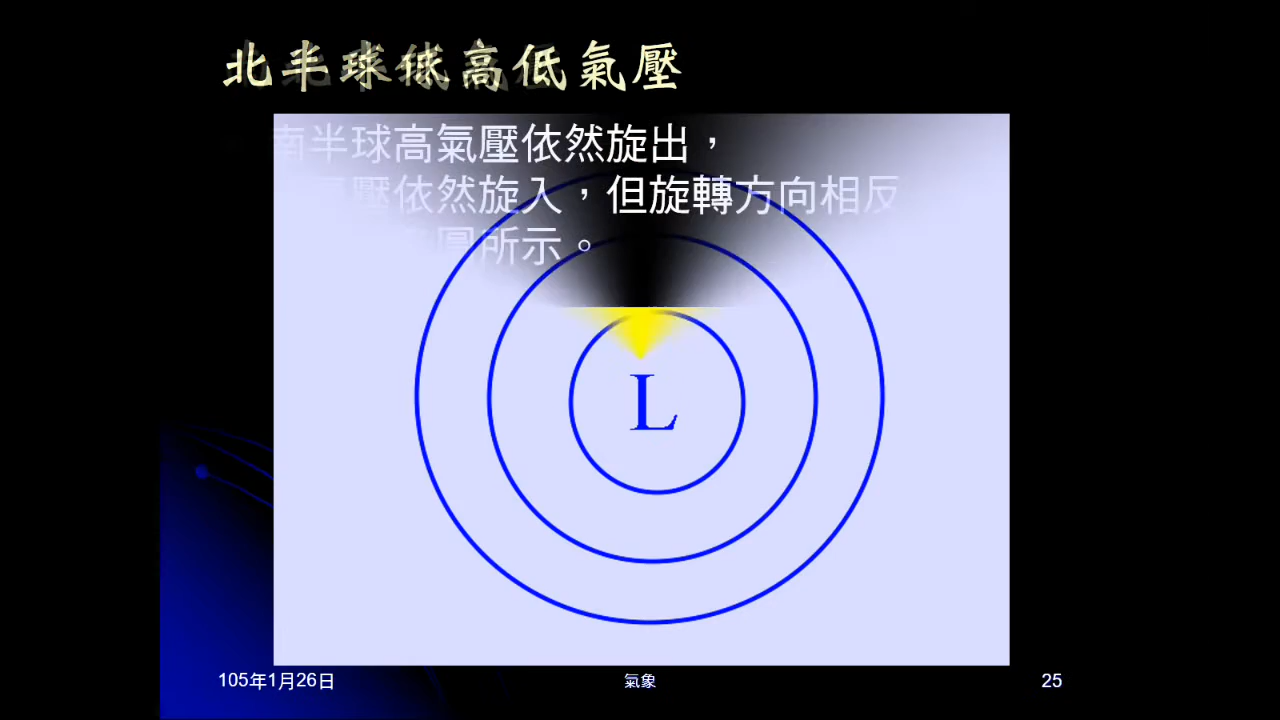 北半球高低氣壓
南半球高氣壓依然旋出，
氣壓依然旋入，但旋轉方向相反
圖所示。
L
105年1月26日
氣象
25